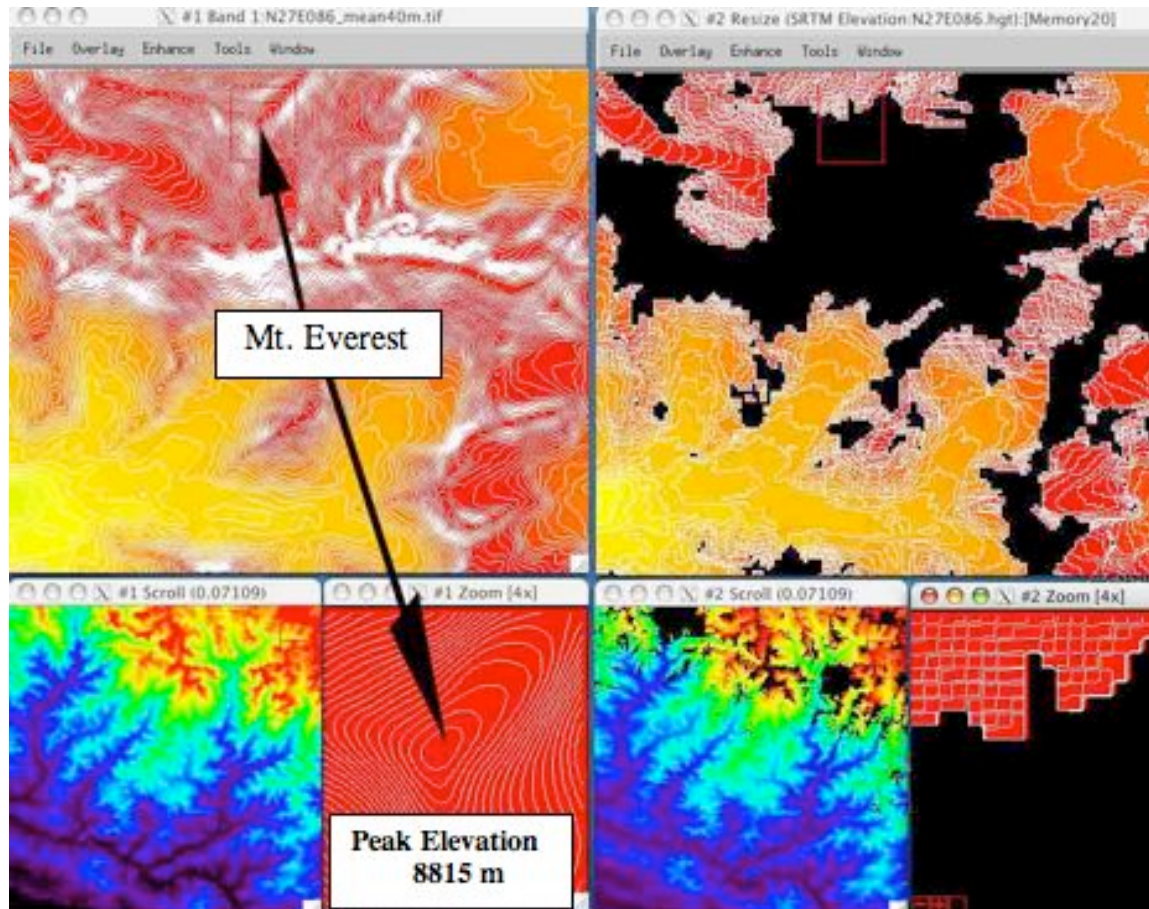 #1 Band 1:N27E086_mean40m.tif
File Overlay Enhance Tools Window
#2 Resize (SRTM Elevation:N27E086.hgt):[Memory20]
File Overlay Enhance Tools Window
Mt. Everest
#1 Scroll (0.07109)
#1 Zoom [4x]
Peak Elevation
8815 m
#2 Scroll (0.07109)
#2 Zoom [4x]